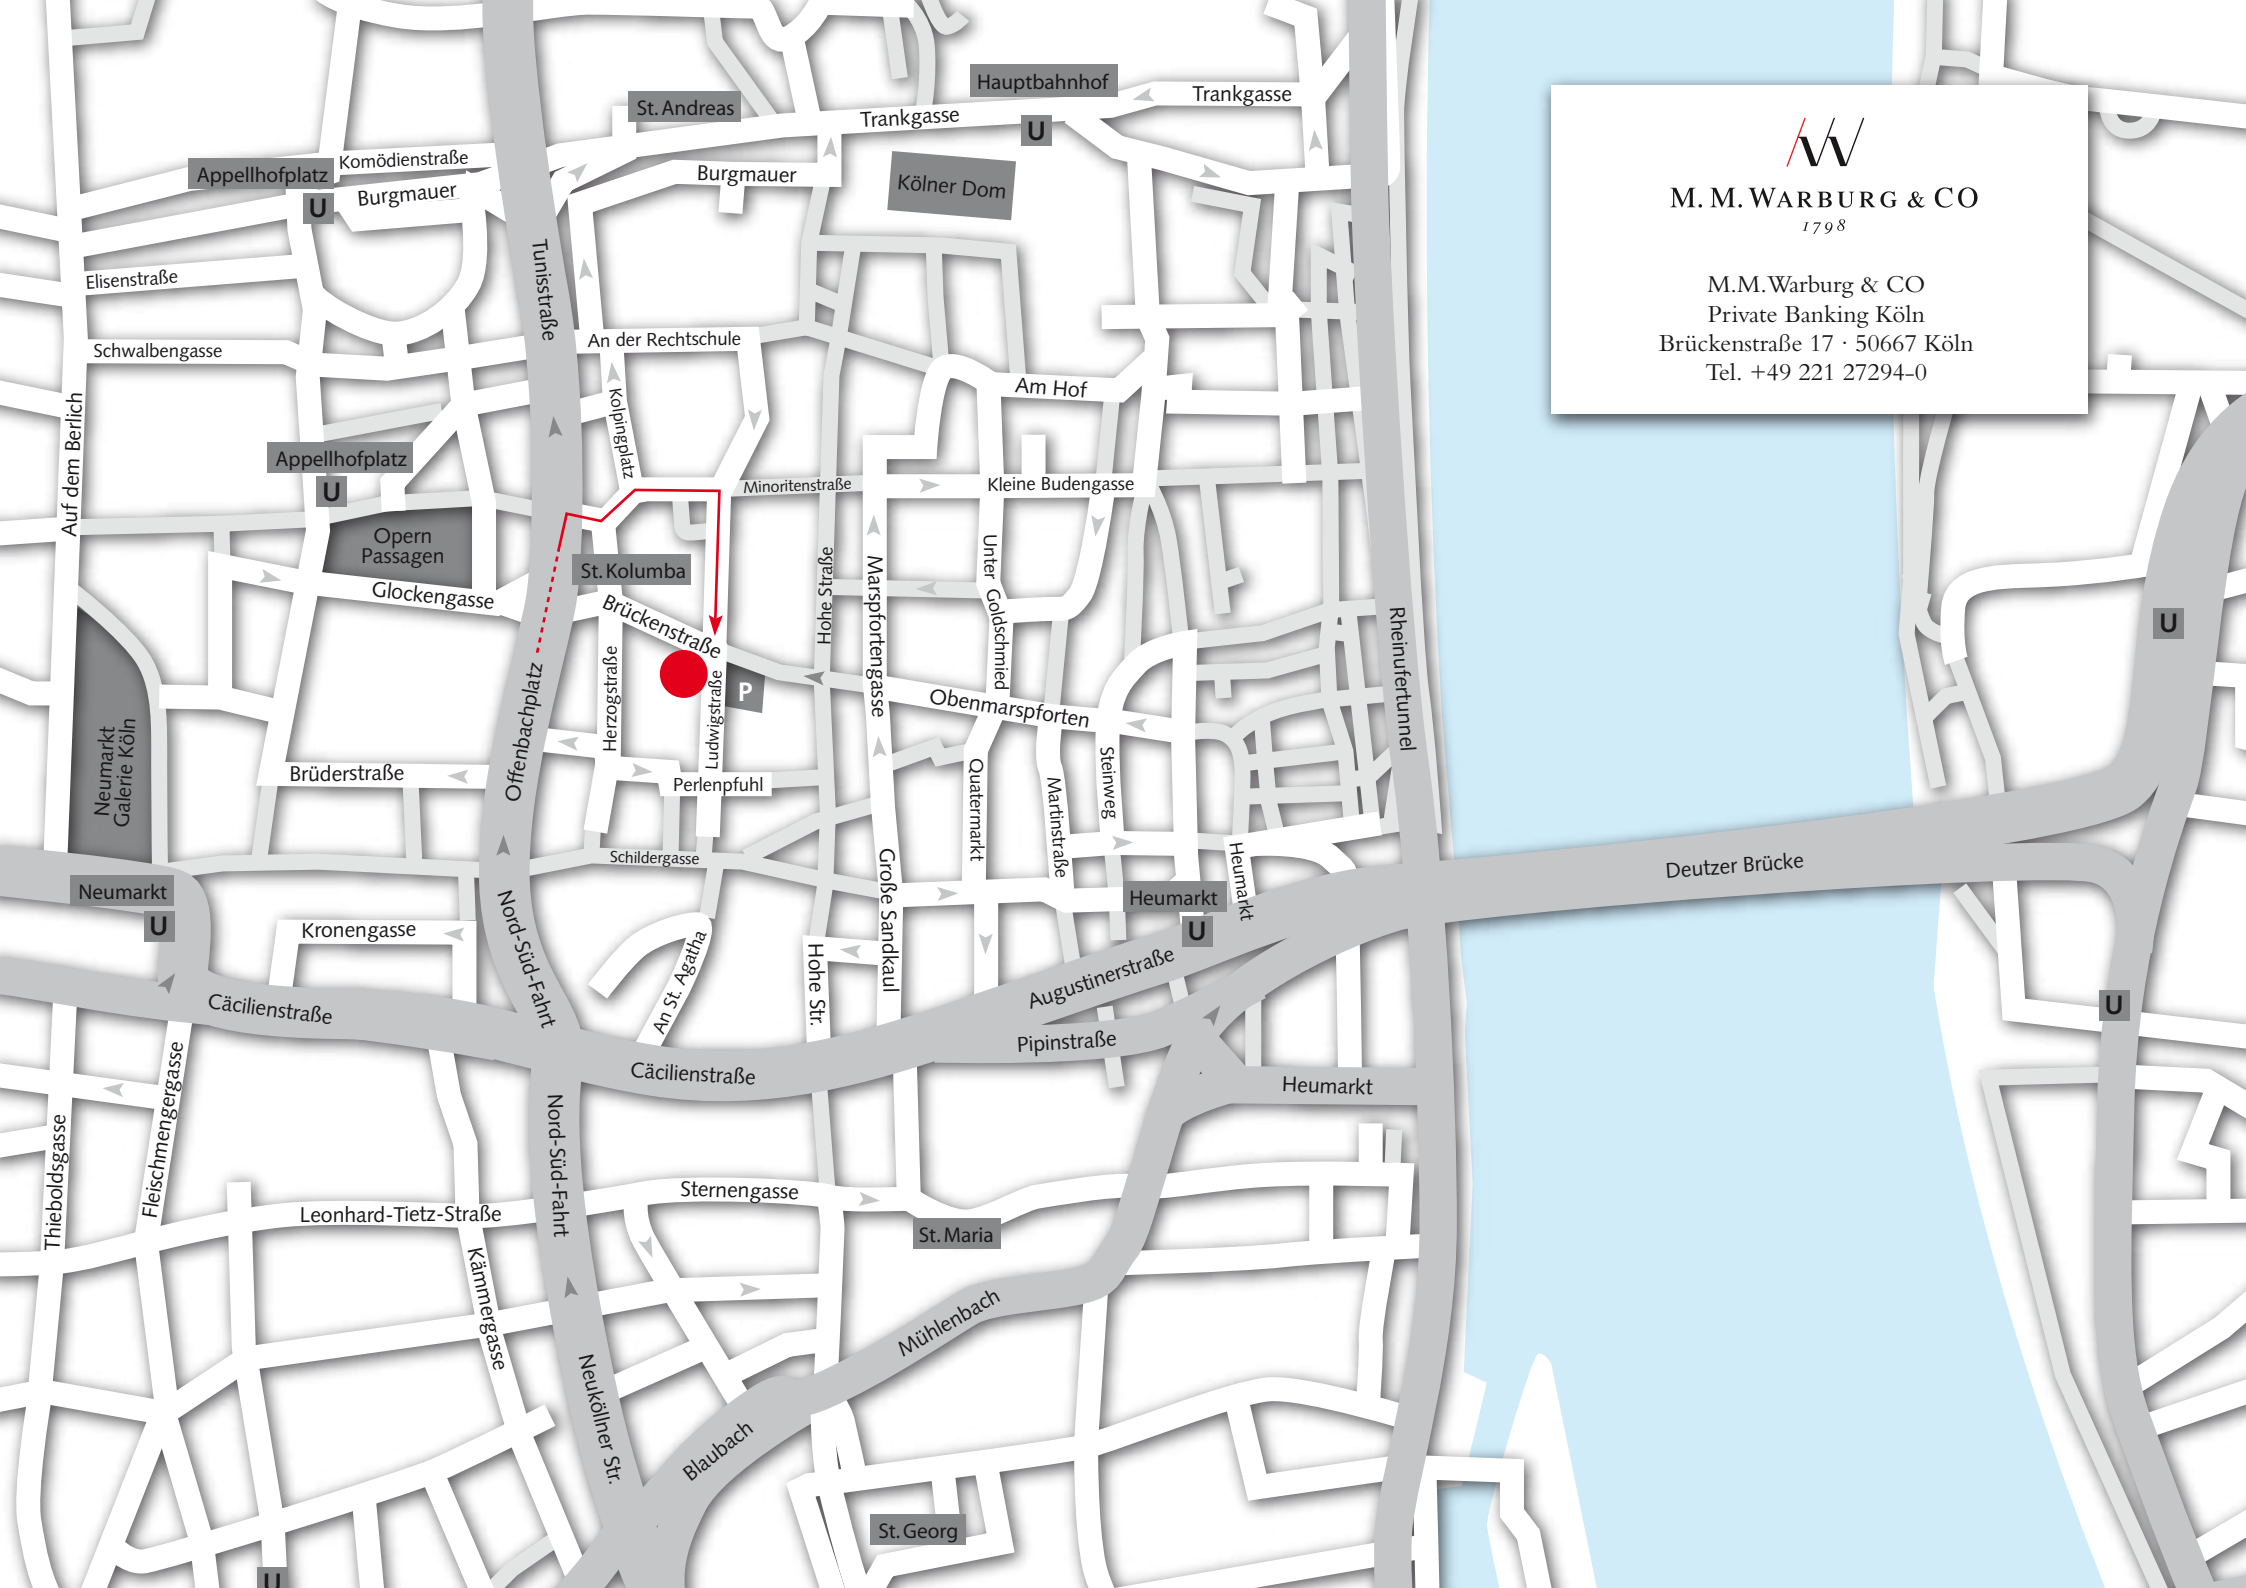 Hauptbahnhof
Trankgasse
St. Andreas
Trankgasse
U
Komödienstraße
Appellhofplatz
Burgmauer
Burgmauer
Kölner Dom
U
M. M. WARBURG & CO
1798
M.M.Warburg & CO
Private Banking Köln
Brückenstraße 17 · 50667 Köln
Tel. +49 221 27294-0
Elisenstraße
Tunisstraße
An der Rechtschule
Schwalbengasse
Am Hof
Kolpingplatz
Auf dem Berlich
Appellhofplatz
U
Minoritenstraße
Kleine Budengasse
Opern
Passagen
St. Kolumba
Glockengasse
Brückenstraße
Hohe Straße
Marspfortengasse
Unter Goldschmied
Rheinufertunnel
U
Herzogstraße
Ludwigstraße
P
Obenmarspforten
Offenbachplatz
Neumarkt
Galerie Köln
Brüderstraße
Perlenpfuhl
Quatermarkt
Martinstraße
Steinweg
Schildergasse
Große Sandkaul
Heumarkt
Deutzer Brücke
Neumarkt
U
Heumarkt
U
Kronengasse
Nord-Süd-Fahrt
An St. Agatha
Hohe Str.
Augustinerstraße
Cäcilienstraße
U
Pipinstraße
Cäcilienstraße
Heumarkt
Fleischmengergasse
Thieboldsgasse
Nord-Süd-Fahrt
Sternengasse
Leonhard-Tietz-Straße
St. Maria
Kämmergasse
Mühlenbach
Neuköllner Str.
Blaubach
St. Georg
U